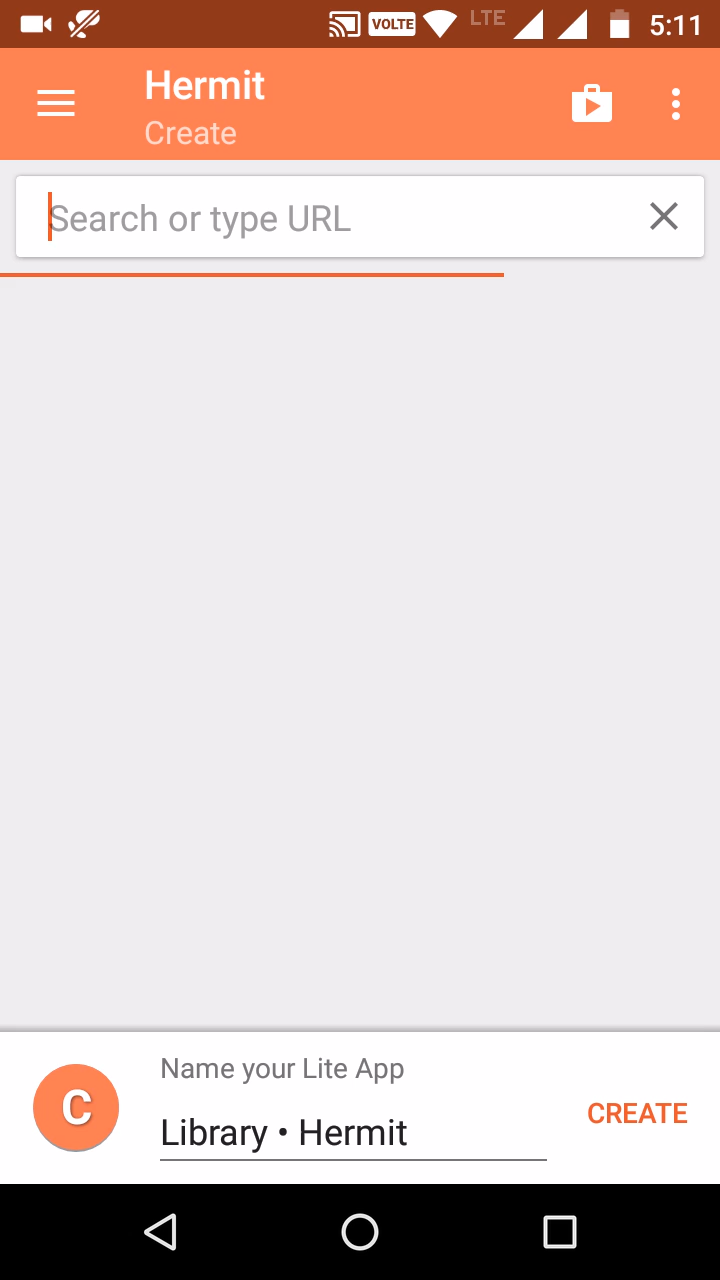 VOLTE LTE 5:11
Hermit
Create
Search or type URL
Name your Lite App
C
Library • Hermit
CREATE